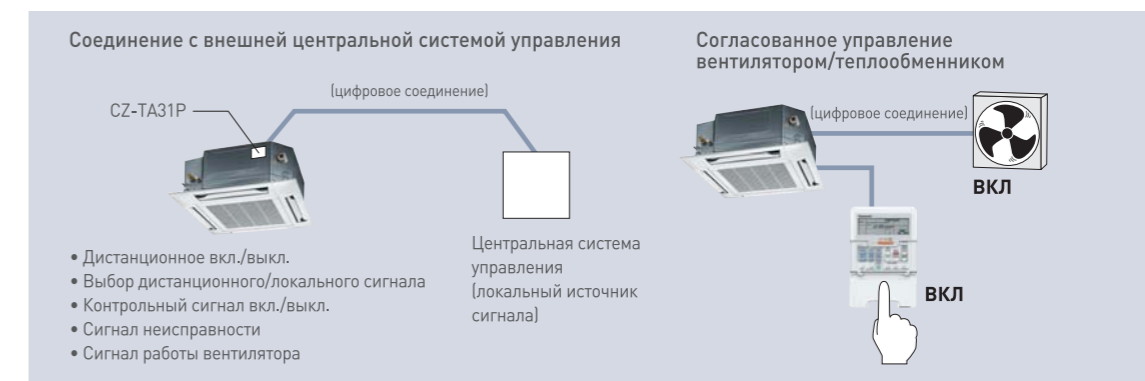 Соединение с внешней центральной системой управления
(цифровое соединение)
CZ-TA31P
• Дистанционное вкл./выкл.
• Выбор дистанционного/локального сигнала
• Контрольный сигнал вкл./выкл.
• Сигнал неисправности
• Сигнал работы вентилятора
Центральная система
управления
(локальный источник
сигнала)
Согласованное управление
вентилятором/теплообменником
(цифровое соединение)
ВКЛ
ВКЛ